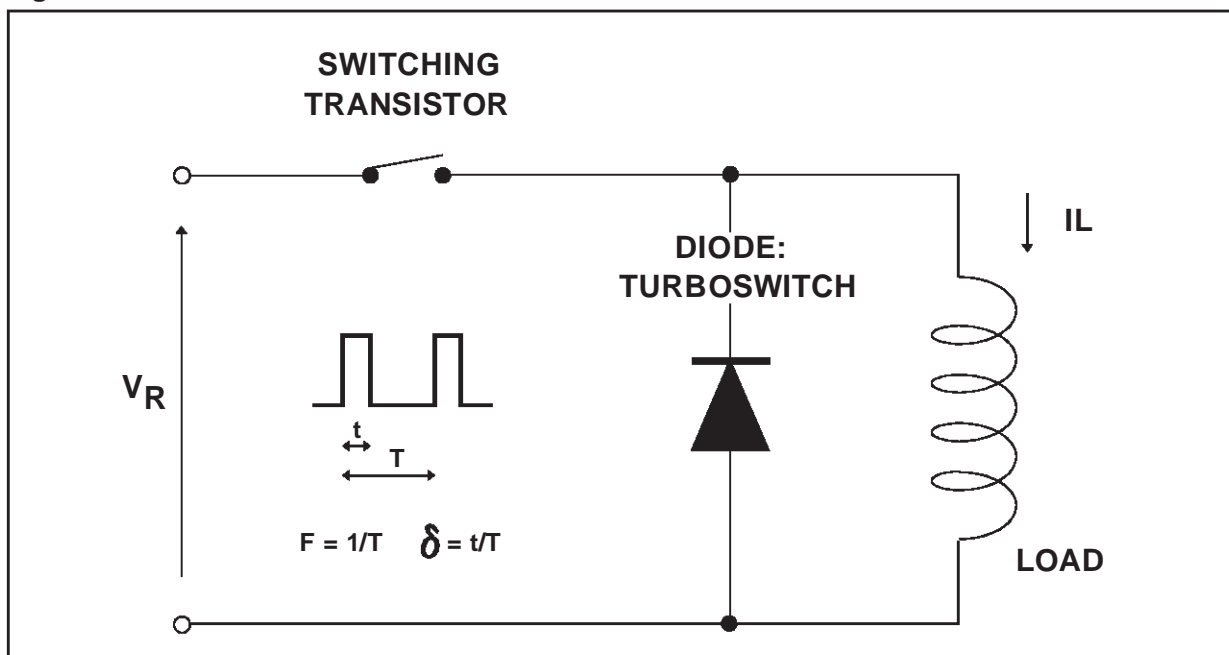 SWITCHING
TRANSISTOR
DIODE:
TURBOSWITCH
IL
VR
t
T
F = 1/T δ = t/T
LOAD